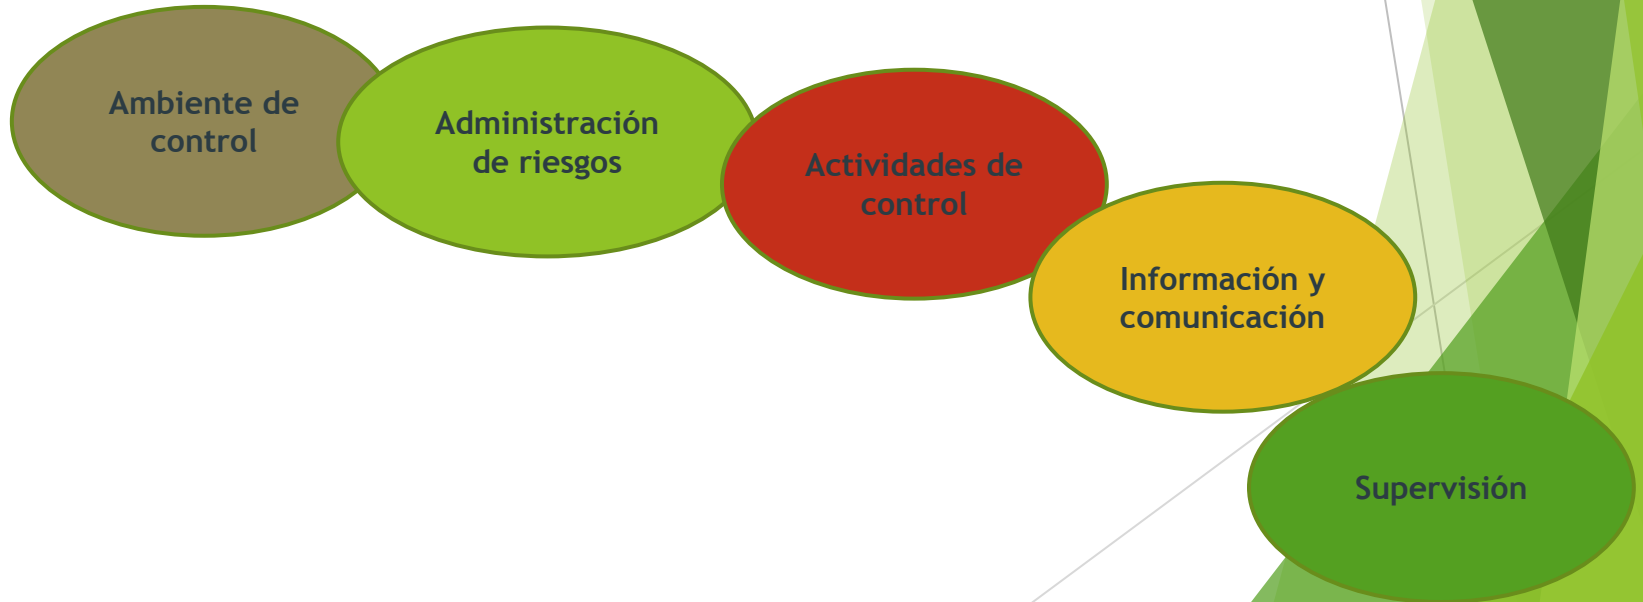 Ambiente de
control
Administración
de riesgos
Actividades de
control
Información y
comunicación
Supervisión